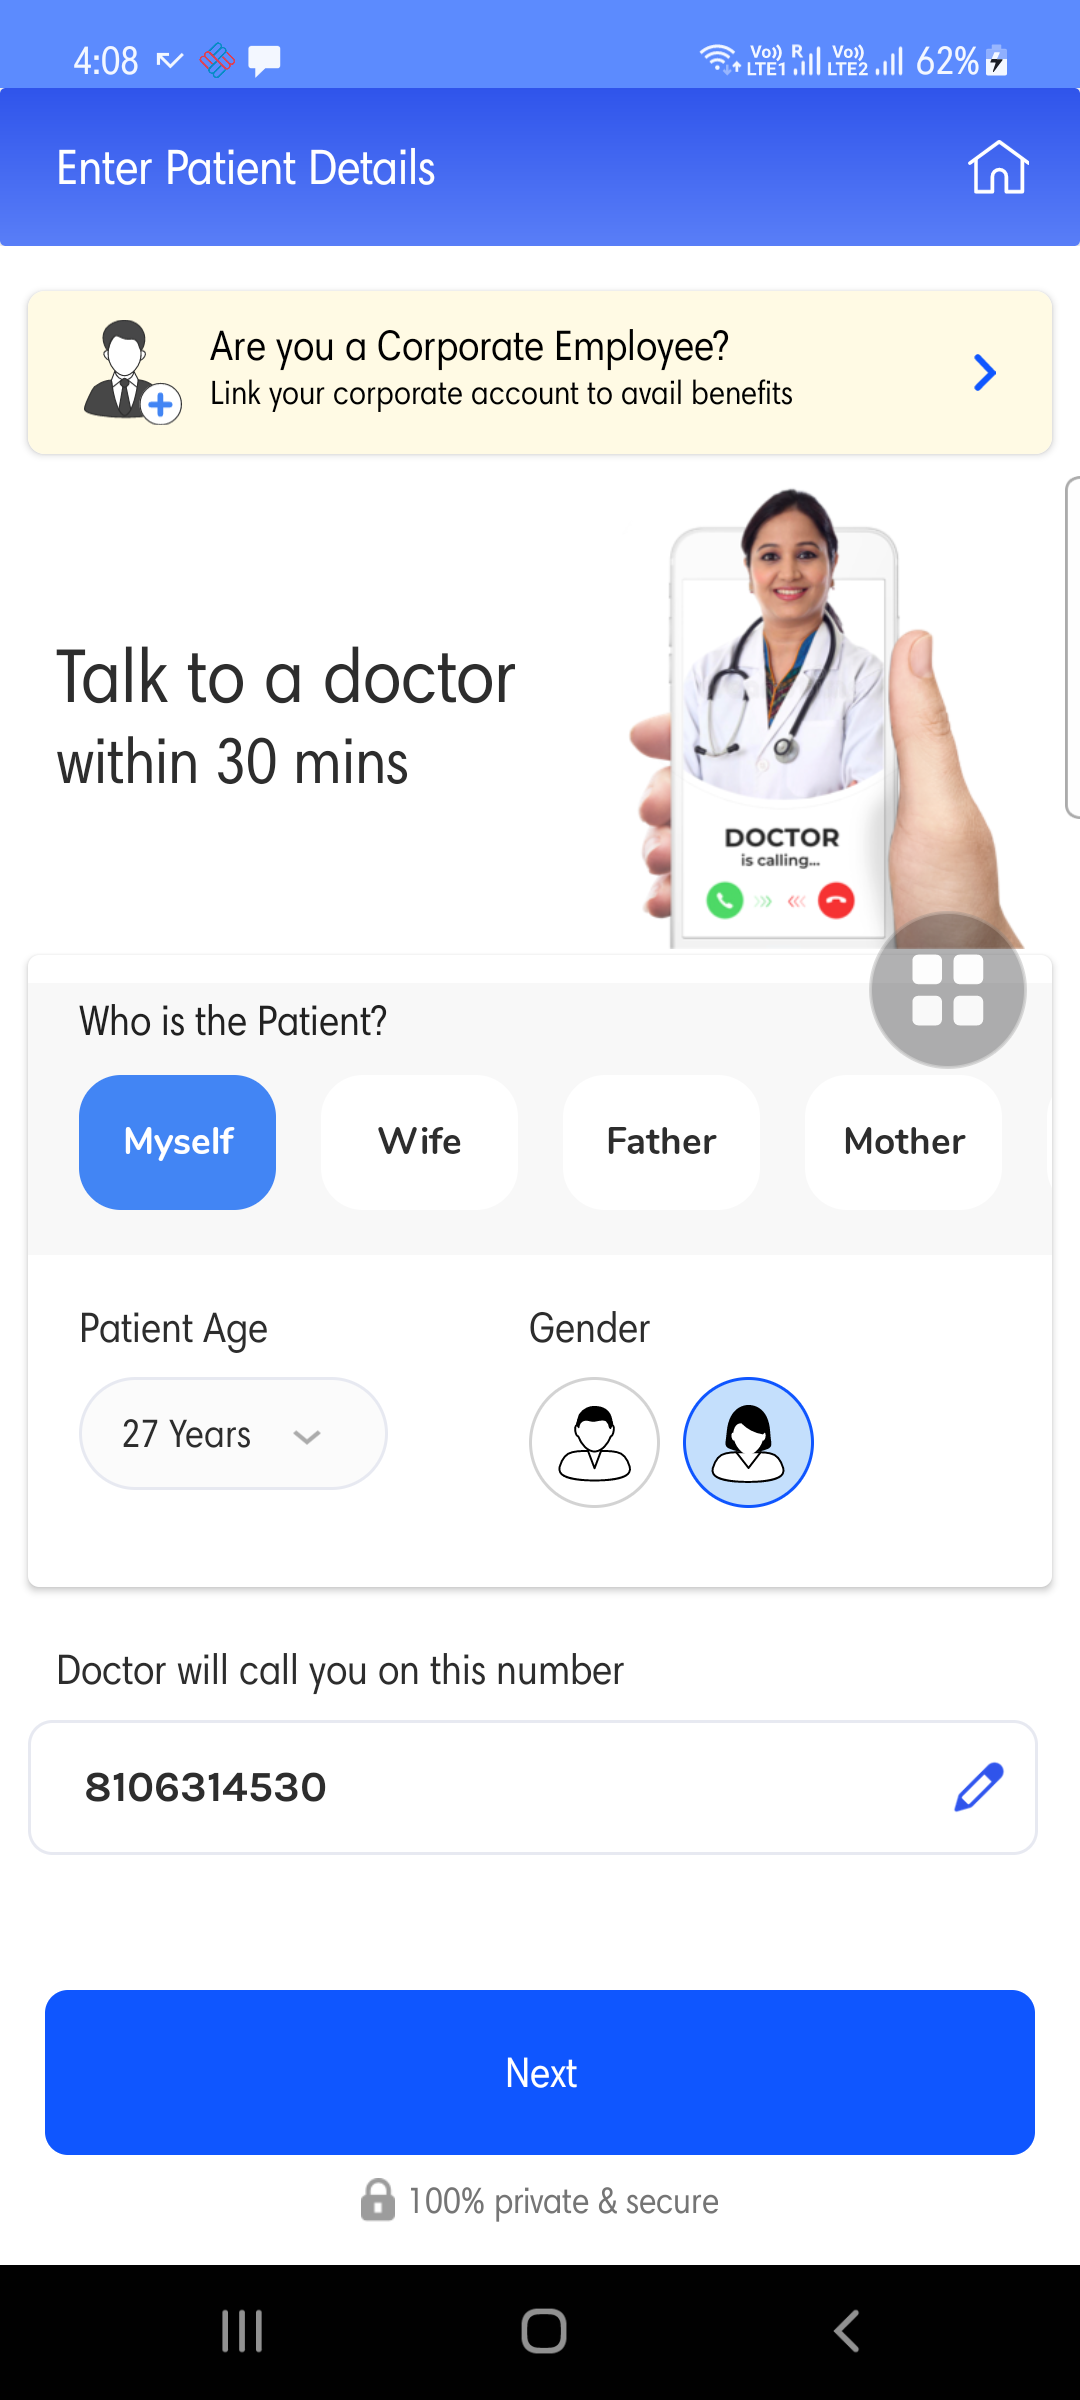 4:08
Vo)) R Vo)) 62%
LTE1 LTE2
Enter Patient Details
Are you a Corporate Employee?
Link your corporate account to avail benefits
Talk to a doctor
within 30 mins
DOCTOR
is calling...
Who is the Patient?
Myself Wife Father Mother
Patient Age Gender
27 Years
Doctor will call you on this number
8106314530
Next
100% private & secure